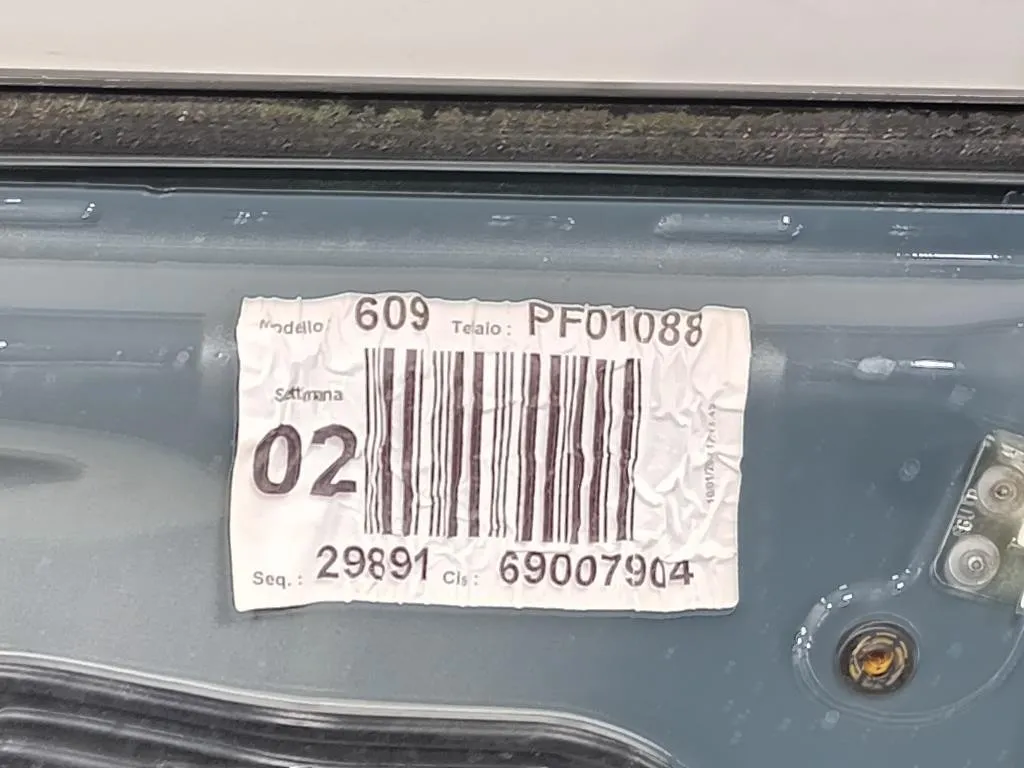 Modello: 609 Telaio: PF01088
Settimana
02
Seq.: 29891 Cls: 69007904